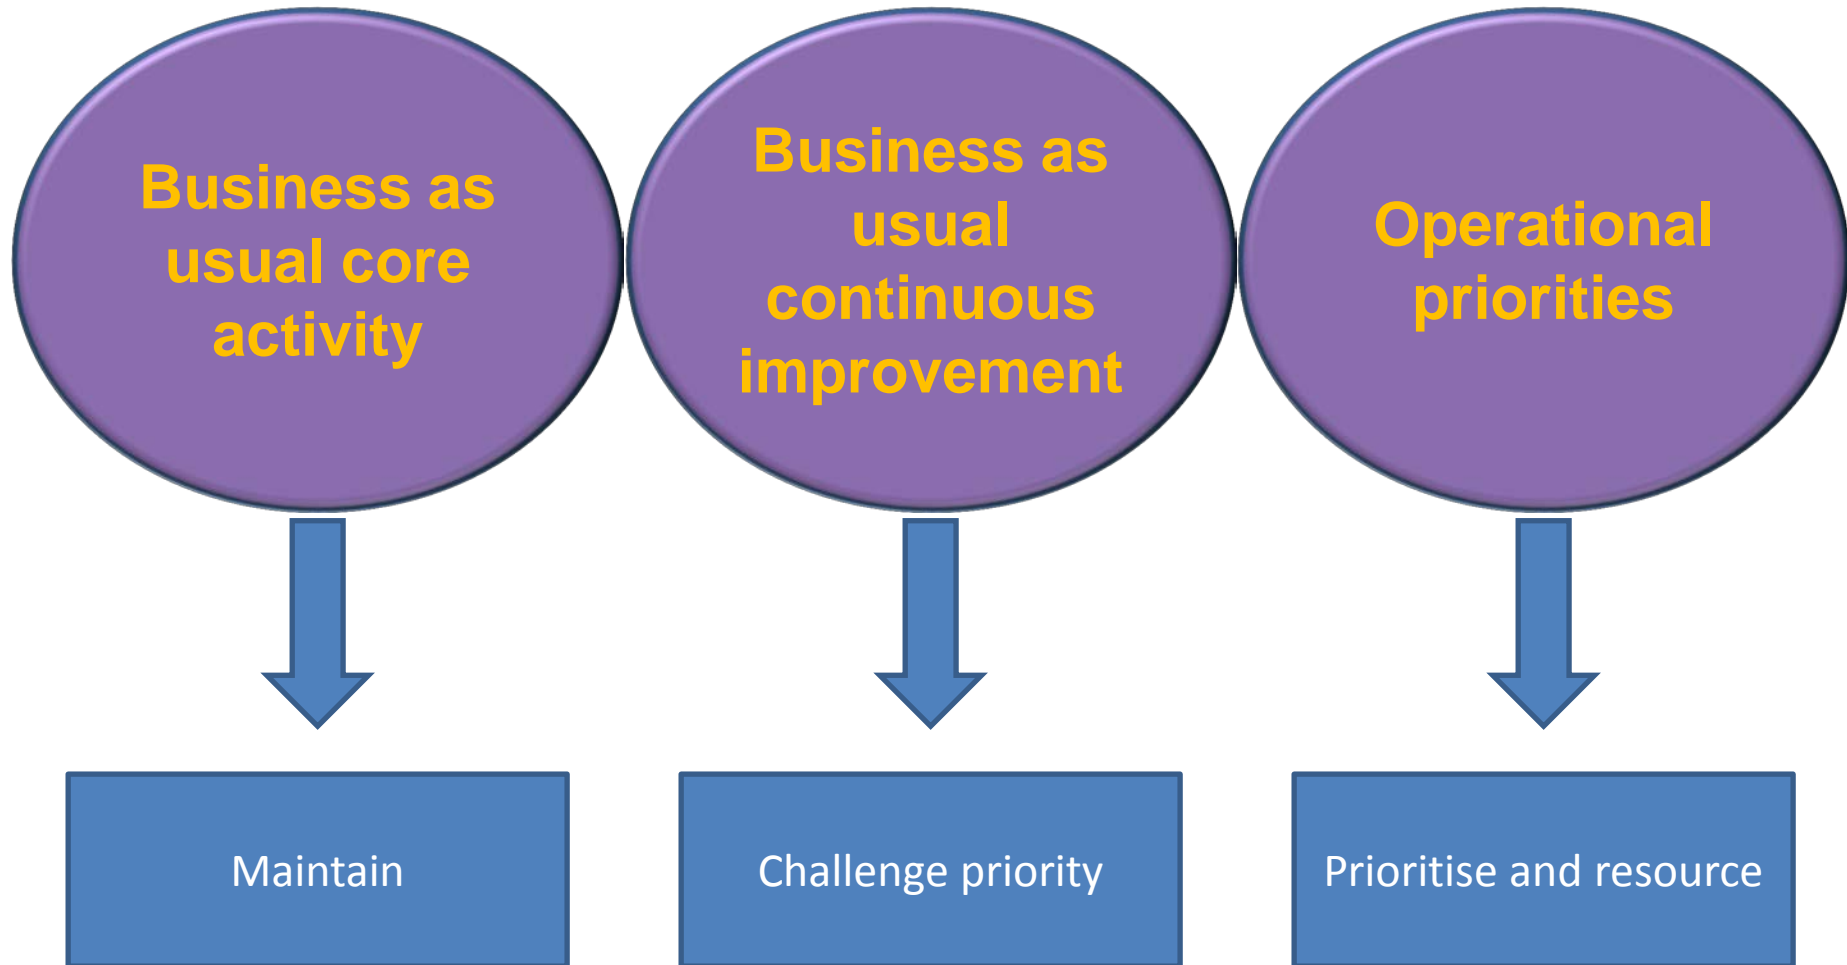 Business as
usual core
activity
Business as
usual
continuous
improvement
Operational
priorities
Maintain
Challenge priority
Prioritise and resource